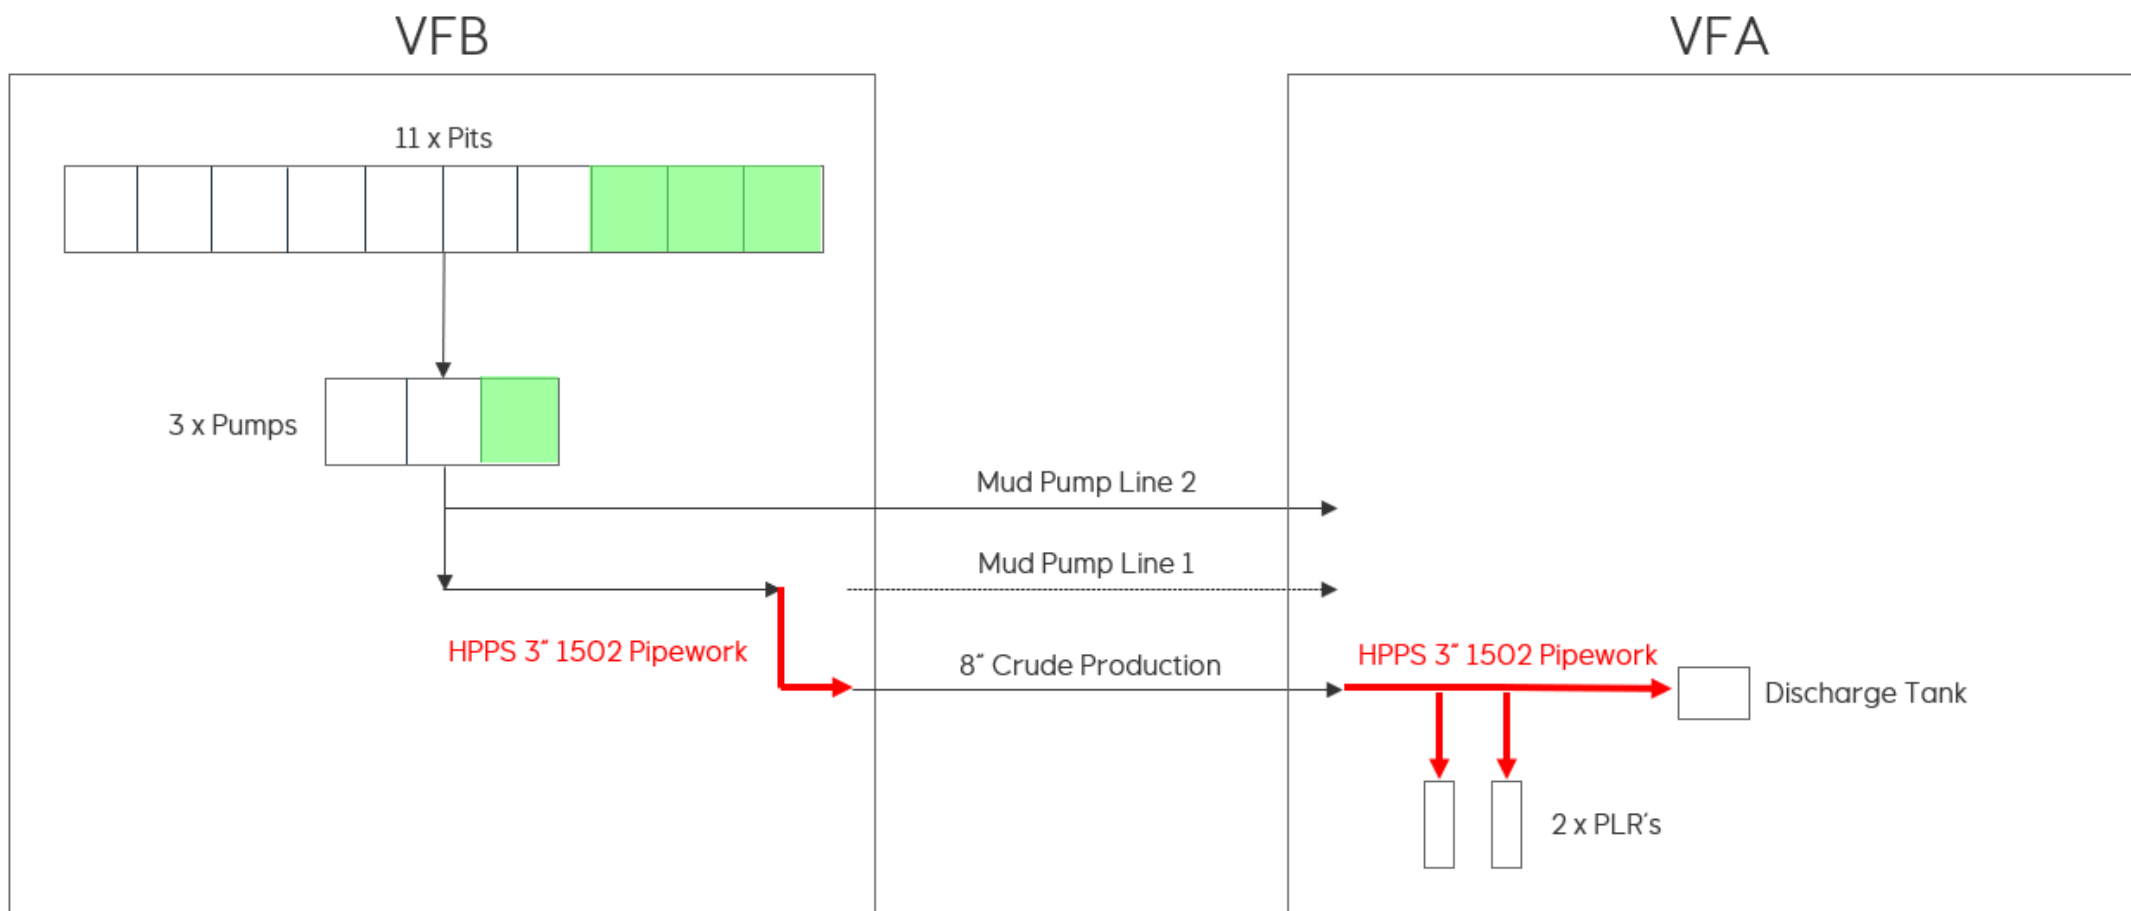 VFB
VFA
11 x Pits
3 x Pumps
Mud Pump Line 2
Mud Pump Line 1
HPPS 3" 1502 Pipework
8" Crude Production
HPPS 3" 1502 Pipework
Discharge Tank
2 x PLR's